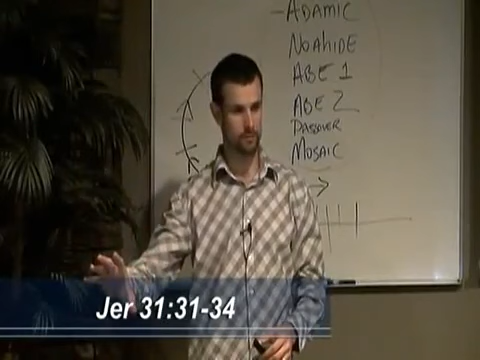 - ADAMIC
NOAHIDE
ABE 1
ABE 2
PASSOVER
MOSAIC
Jer 31:31-34